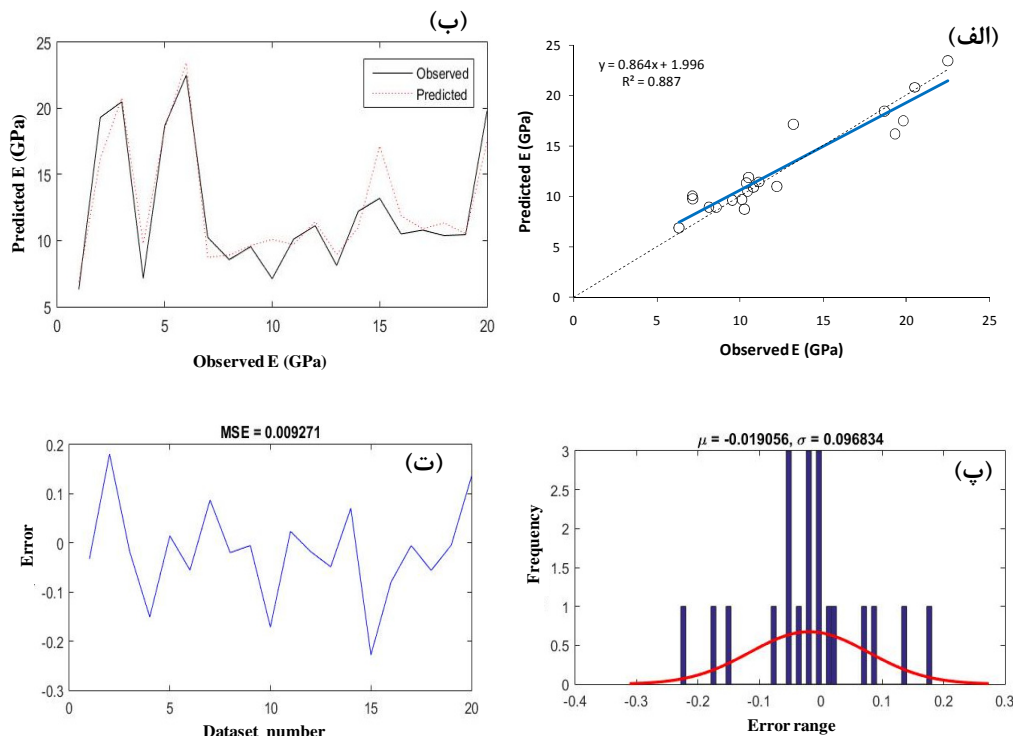 (ب)
25
20
15
10
5
0
5
10
15
20
Predicted E (GPa)
Observed E (GPa)
Observed
Predicted
(الف)
y = 0.864x + 1.996
R² = 0.887
25
20
15
10
5
0
0
5
10
15
20
25
Predicted E (GPa)
Observed E (GPa)
MSE = 0.009271
(ت)
0.2
0.1
0
-0.1
-0.2
-0.3
0
5
10
15
20
Error
Dataset number
μ = -0.019056, σ = 0.096834
(پ)
3
2.5
2
1.5
1
0.5
0
-0.4
-0.3
-0.2
-0.1
0
0.1
0.2
0.3
Frequency
Error range